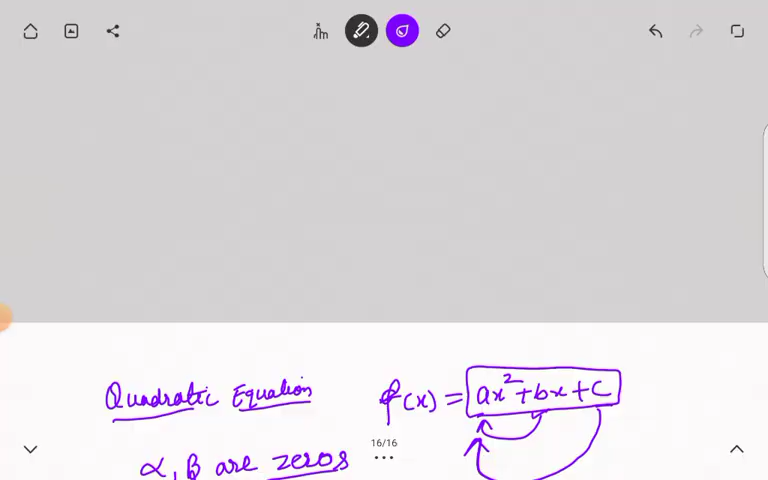 Quadratic Equation f(x) = ax²+bx+c
16/16
α, β are zeros